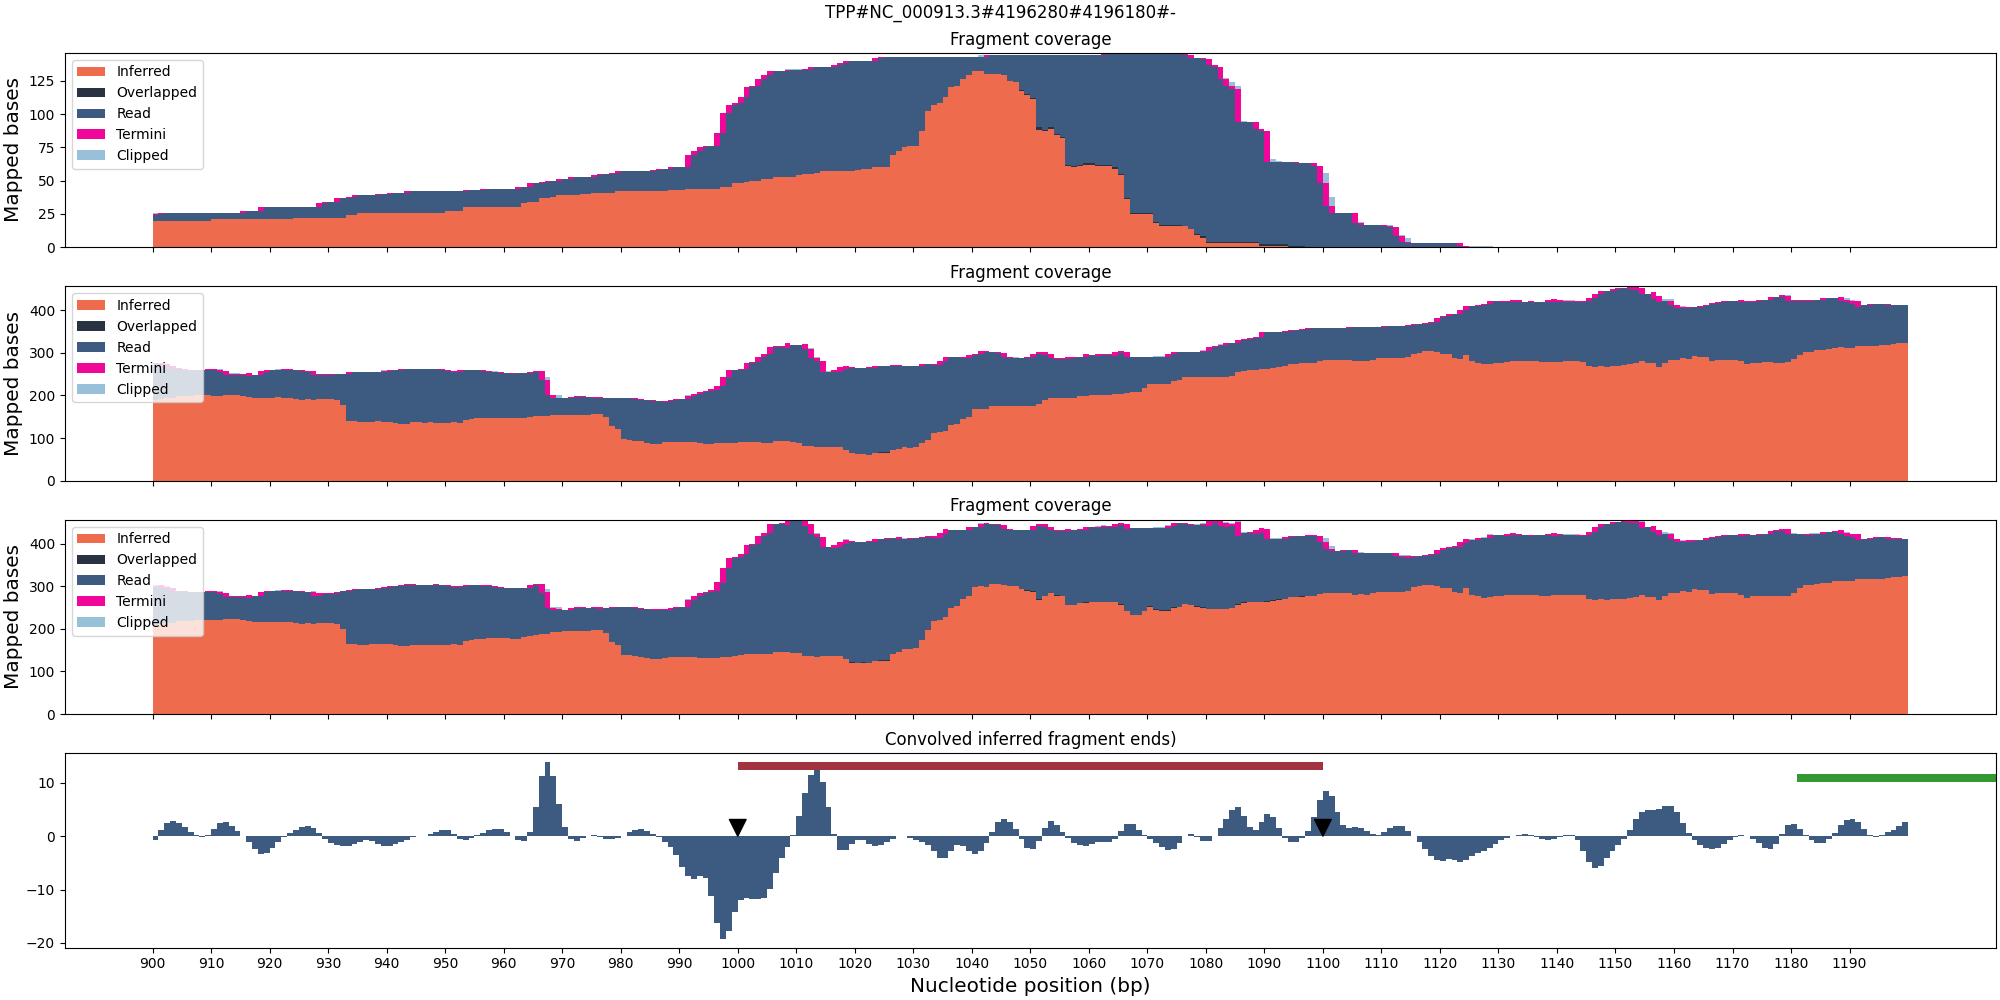 TPP#NC_000913.3#4196280#4196180#-
Fragment coverage
Mapped bases
125
100
75
50
25
0
Inferred
Overlapped
Read
Termini
Clipped
Fragment coverage
Mapped bases
400
300
200
100
0
Inferred
Overlapped
Read
Termini
Clipped
Fragment coverage
Mapped bases
400
300
200
100
0
Inferred
Overlapped
Read
Termini
Clipped
Convolved inferred fragment ends)
10
0
−10
−20
900 910 920 930 940 950 960 970 980 990 1000 1010 1020 1030 1040 1050 1060 1070 1080 1090 1100 1110 1120 1130 1140 1150 1160 1170 1180 1190
Nucleotide position (bp)